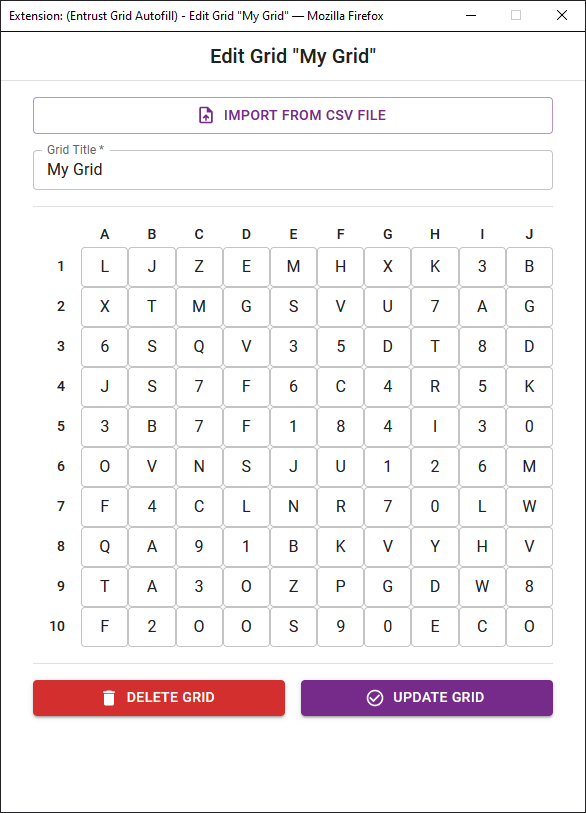 Extension: (Entrust Grid Autofill) - Edit Grid "My Grid" — Mozilla Firefox
Edit Grid "My Grid"
IMPORT FROM CSV FILE
Grid Title *
My Grid
A B C D E F G H I J
1 L J Z E M H X K 3 B
2 X T M G S V U 7 A G
3 6 S Q V 3 5 D T 8 D
4 J S 7 F 6 C 4 R 5 K
5 3 B 7 F 1 8 4 I 3 0
6 O V N S J U 1 2 6 M
7 F 4 C L N R 7 0 L W
8 Q A 9 1 B K V Y H V
9 T A 3 O Z P G D W 8
10 F 2 O O S 9 0 E C O
DELETE GRID
UPDATE GRID